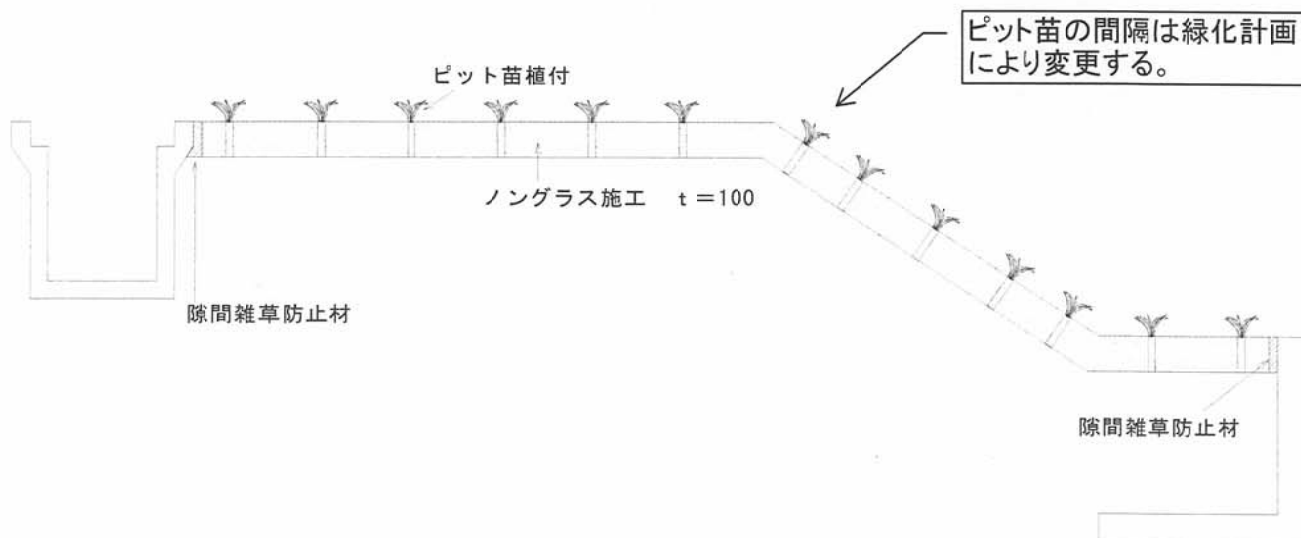 ピット苗の間隔は緑化計画
により変更する。
ピット苗植付
ノングラス施工 t=100
隙間雑草防止材
隙間雑草防止材